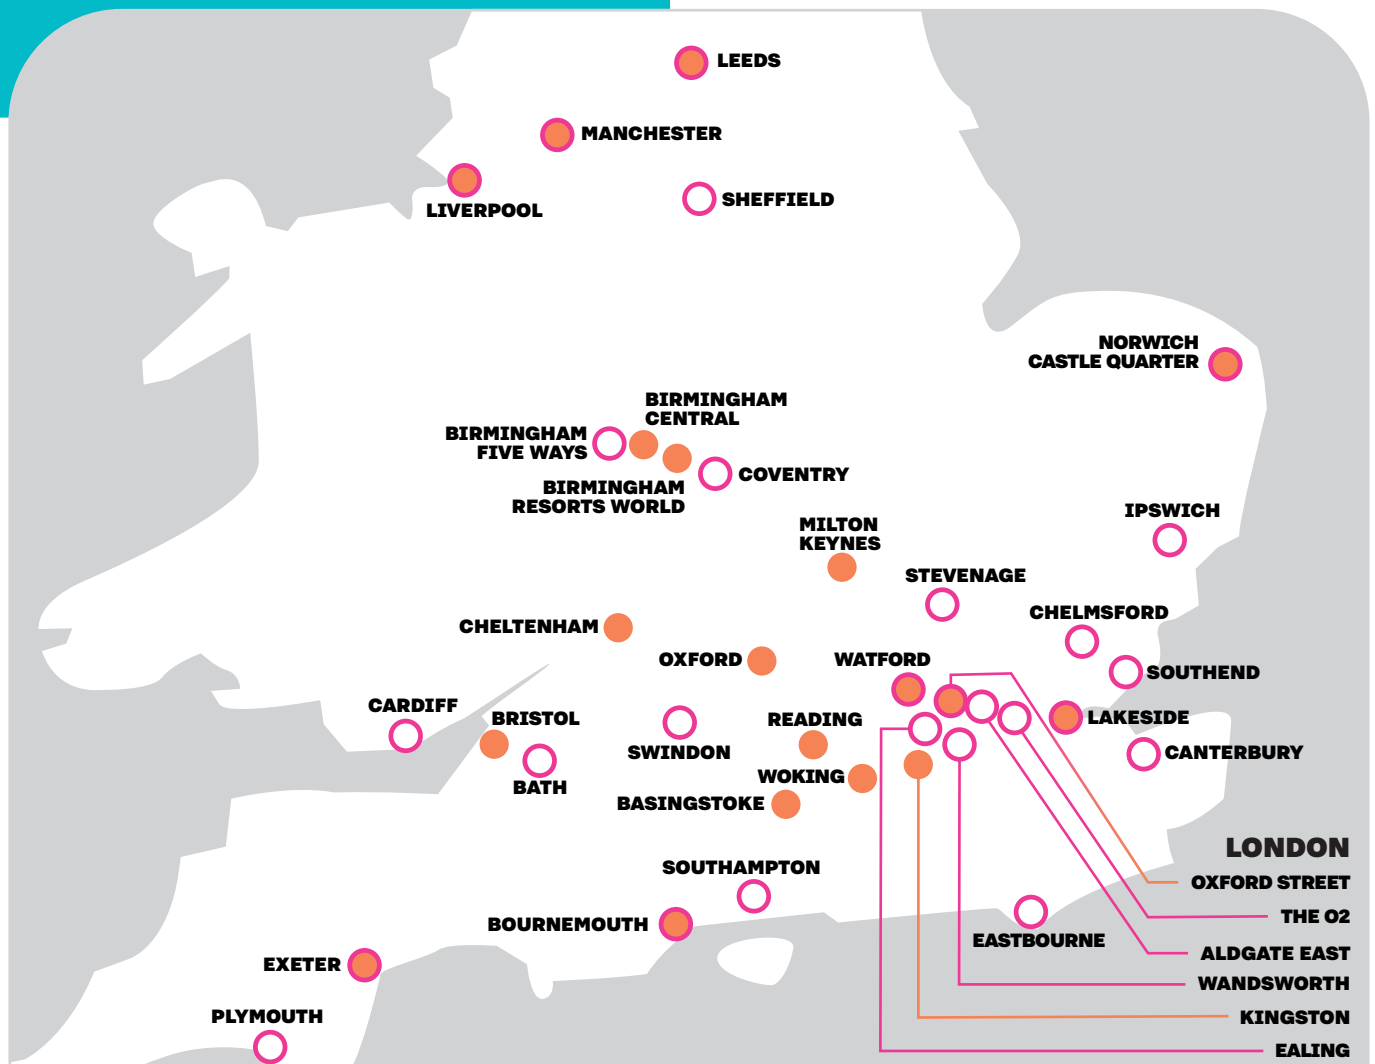 LEEDS
MANCHESTER
LIVERPOOL
SHEFFIELD
NORWICH
CASTLE QUARTER
BIRMINGHAM
CENTRAL
BIRMINGHAM
FIVE WAYS
COVENTRY
BIRMINGHAM
RESORTS WORLD
IPSWICH
MILTON
KEYNES
STEVENAGE
CHELMSFORD
CHELTENHAM
OXFORD
WATFORD
SOUTHEND
CARDIFF
BRISTOL
READING
LAKESIDE
SWINDON
CANTERBURY
WOKING
BATH
BASINGSTOKE
LONDON
SOUTHAMPTON
OXFORD STREET
THE O2
BOURNEMOUTH
EASTBOURNE
ALDGATE EAST
EXETER
WANDSWORTH
PLYMOUTH
KINGSTON
EALING